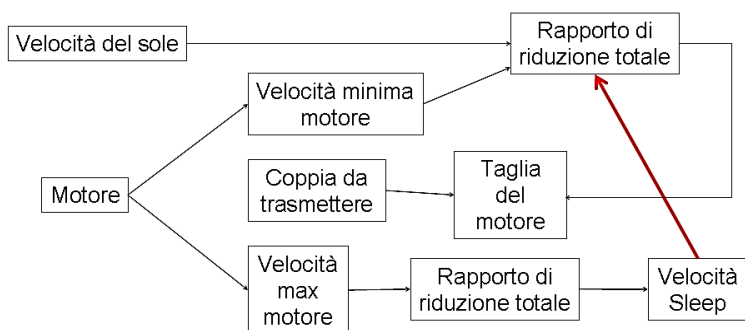 Velocità del sole
Rapporto di
riduzione totale
Velocità minima
motore
Motore
Coppia da
trasmettere
Taglia
del
motore
Velocità
max
motore
Rapporto di
riduzione totale
Velocità
Sleep